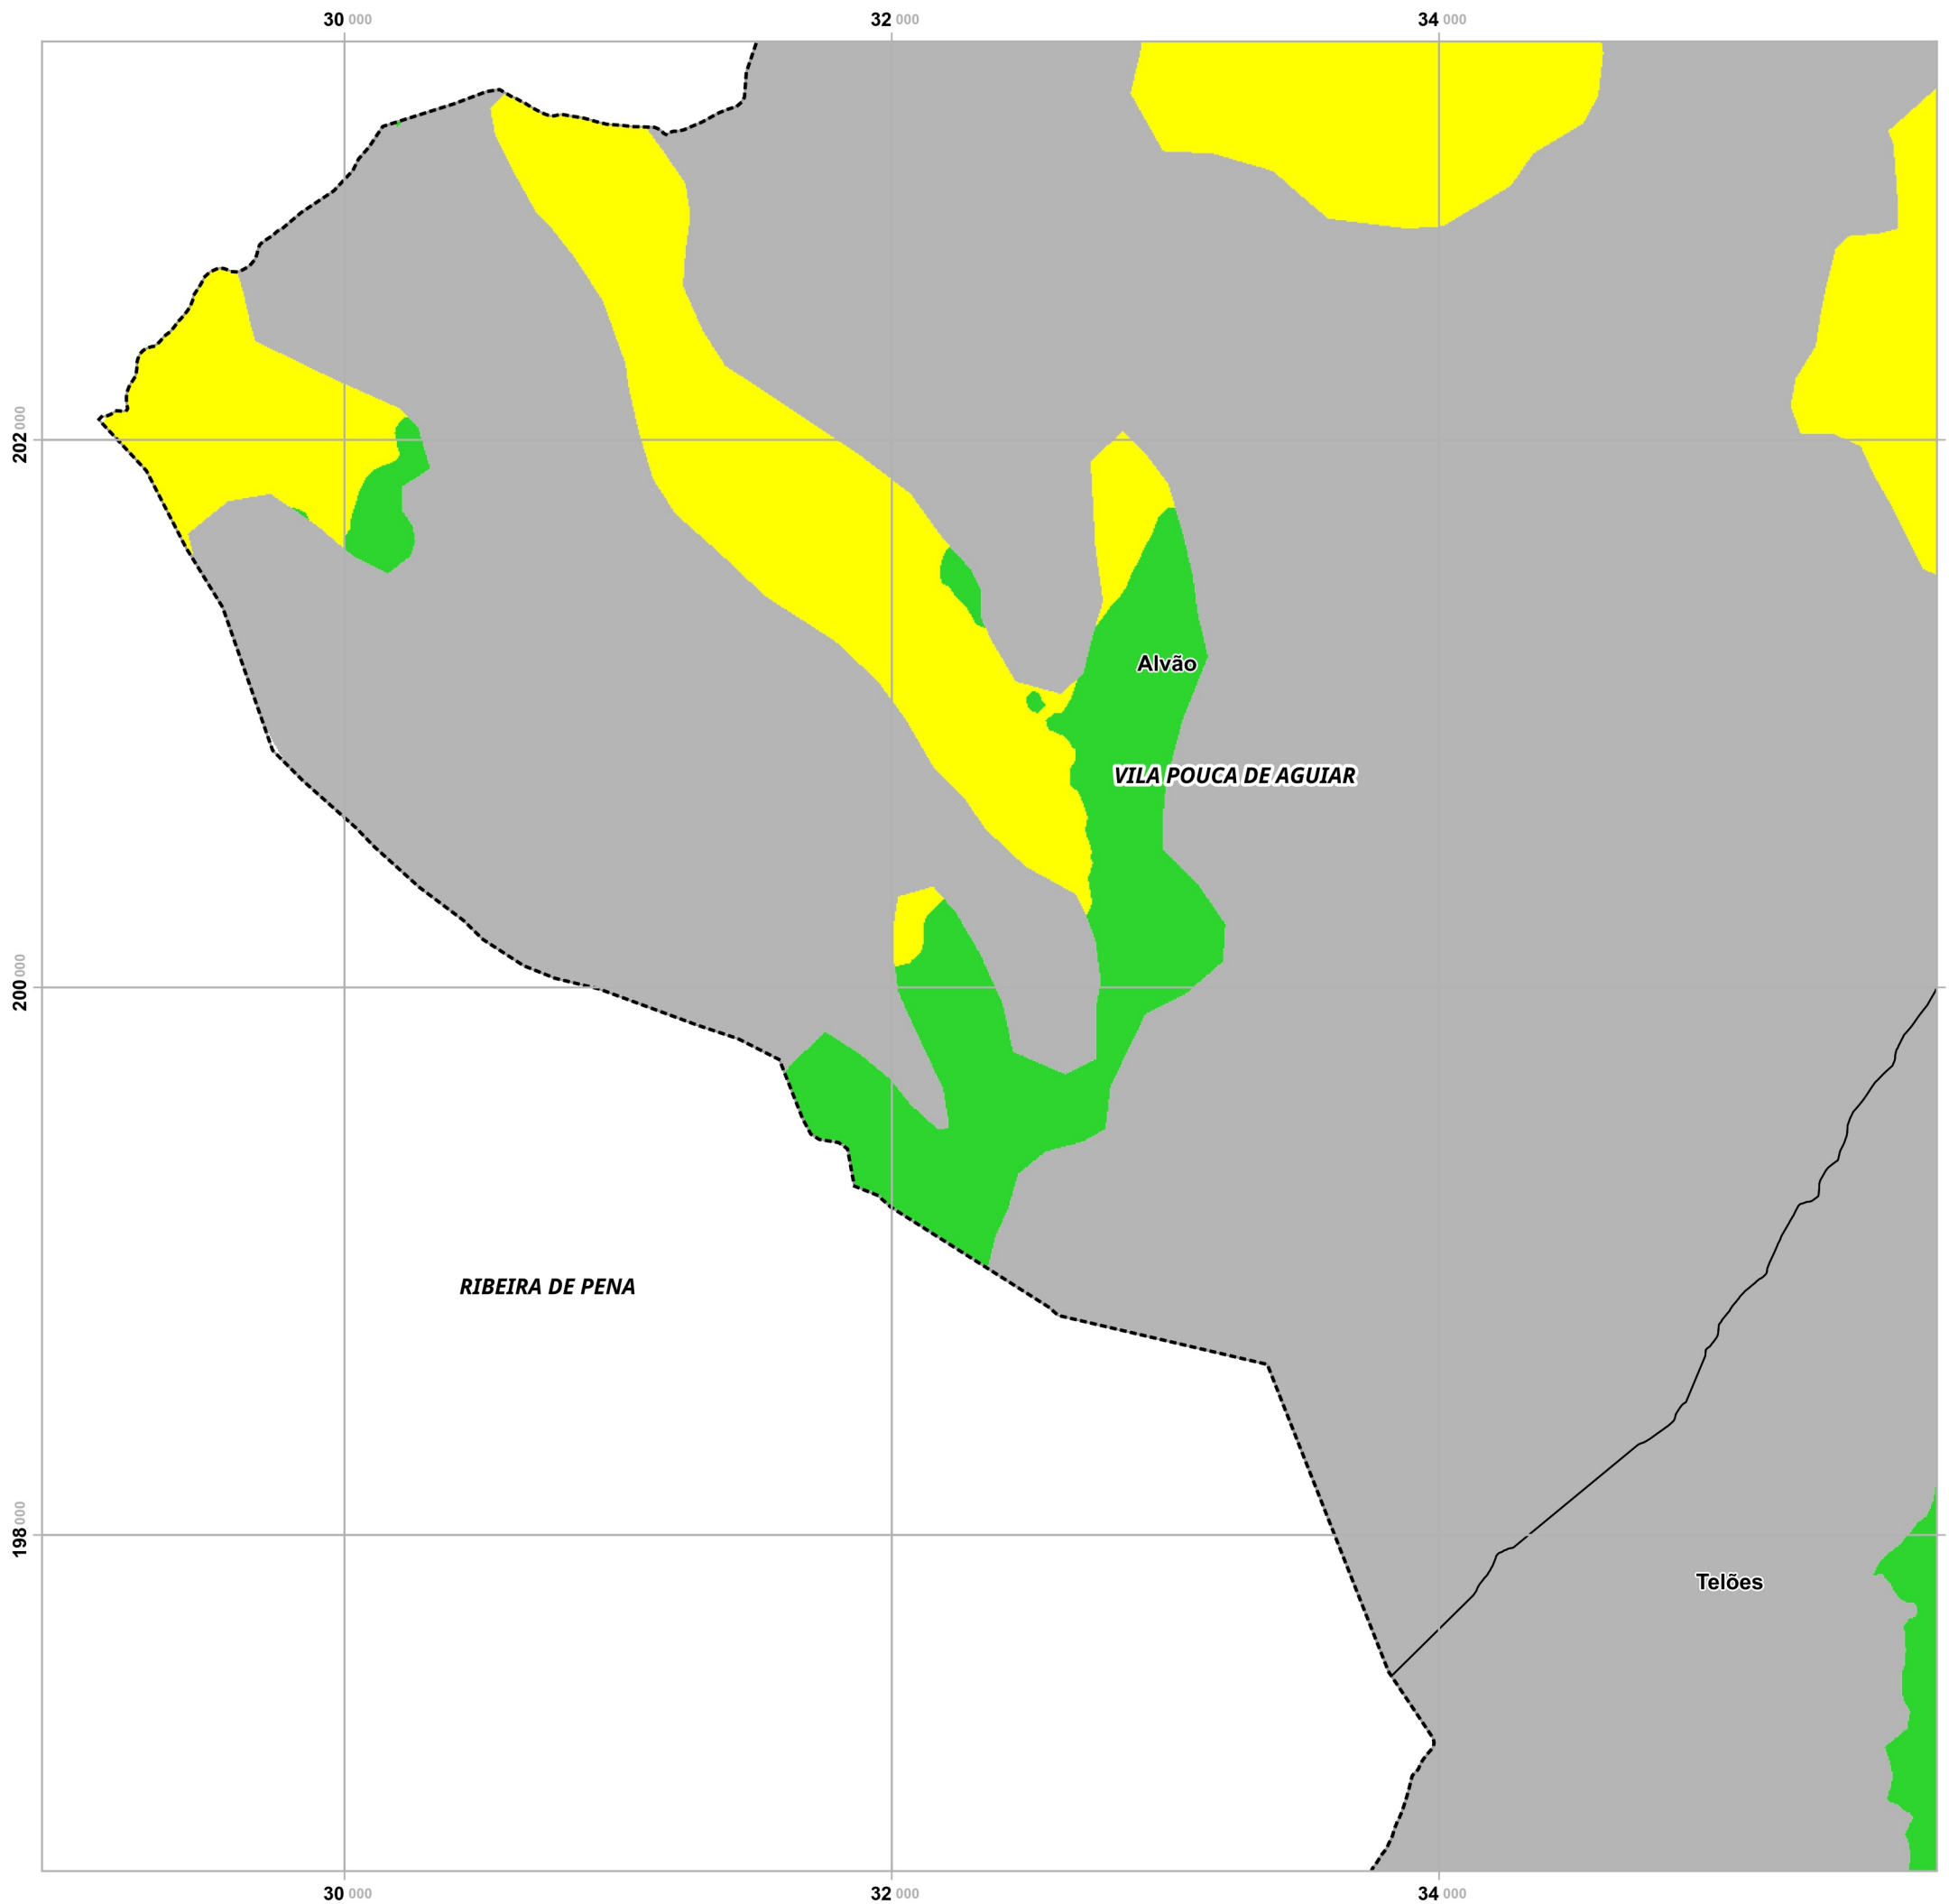 30 000
32 000
34 000
202 000
Alvão
VILA POUCA DE AGUIAR
200 000
RIBEIRA DE PENA
198 000
Telões
30 000
32 000
34 000